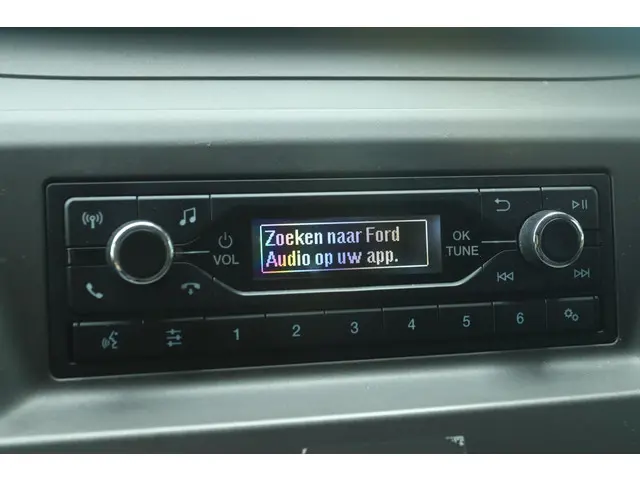 Zoeken naar Ford
Audio op uw app.
VOL
OK
TUNE
1 2 3 4 5 6